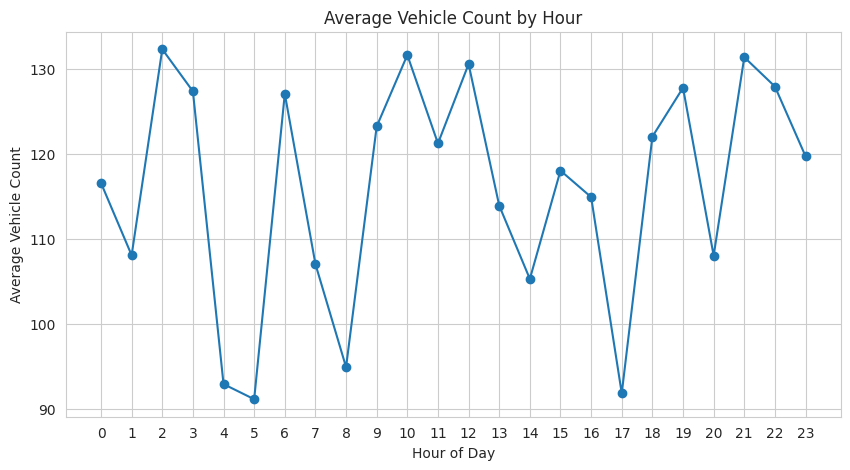 Average Vehicle Count by Hour
Average Vehicle Count
130
120
110
100
90
0 1 2 3 4 5 6 7 8 9 10 11 12 13 14 15 16 17 18 19 20 21 22 23
Hour of Day